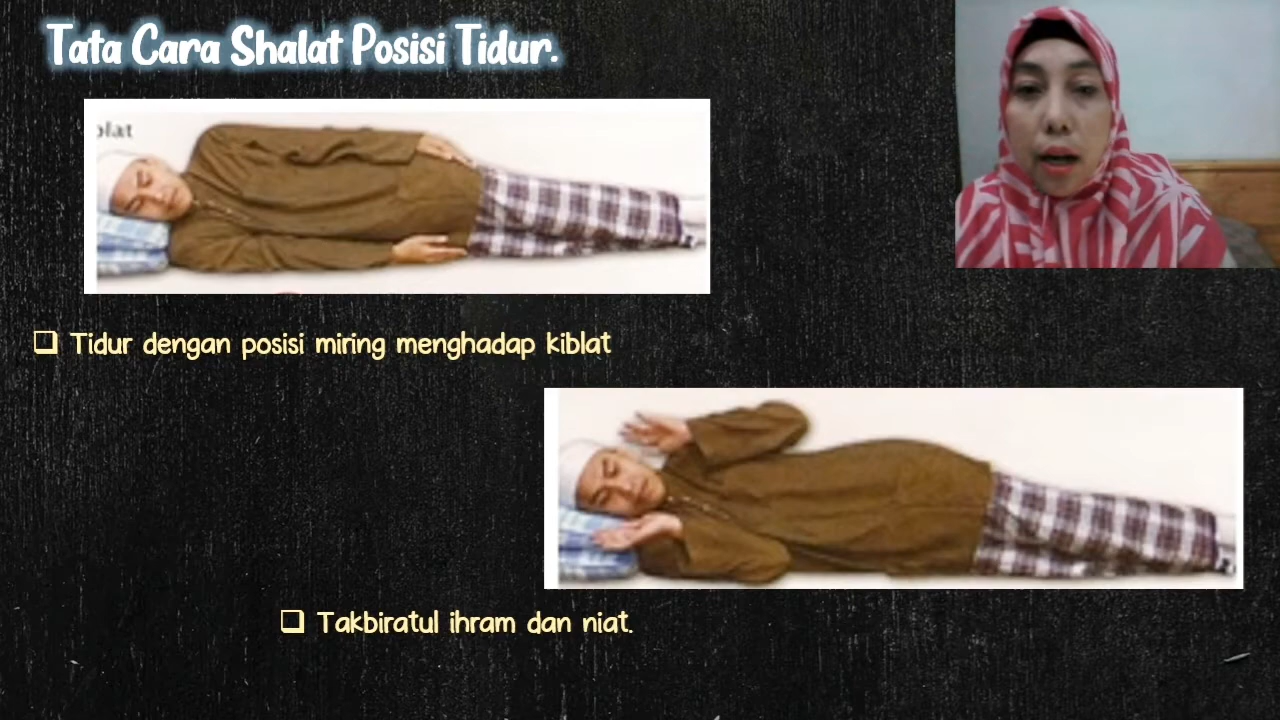 Tata Cara Shalat Posisi Tidur.
Tidur dengan posisi miring menghadap kiblat
Takbiratul ihram dan niat.